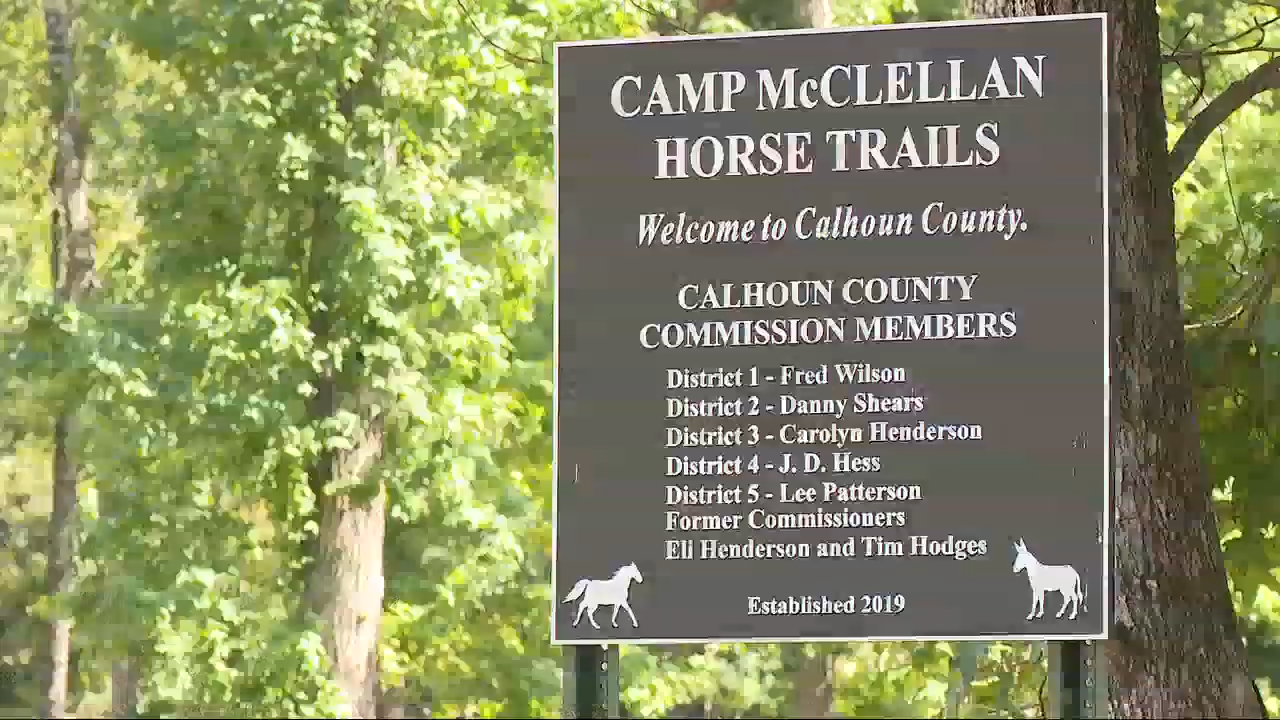 CAMP McCLELLAN
HORSE TRAILS
Welcome to Calhoun County.
CALHOUN COUNTY
COMMISSION MEMBERS
District 1 - Fred Wilson
District 2 - Danny Shears
District 3 - Carolyn Henderson
District 4 - J. D. Hess
District 5 - Lee Patterson
Former Commissioners
Eli Henderson and Tim Hodges
Established 2019